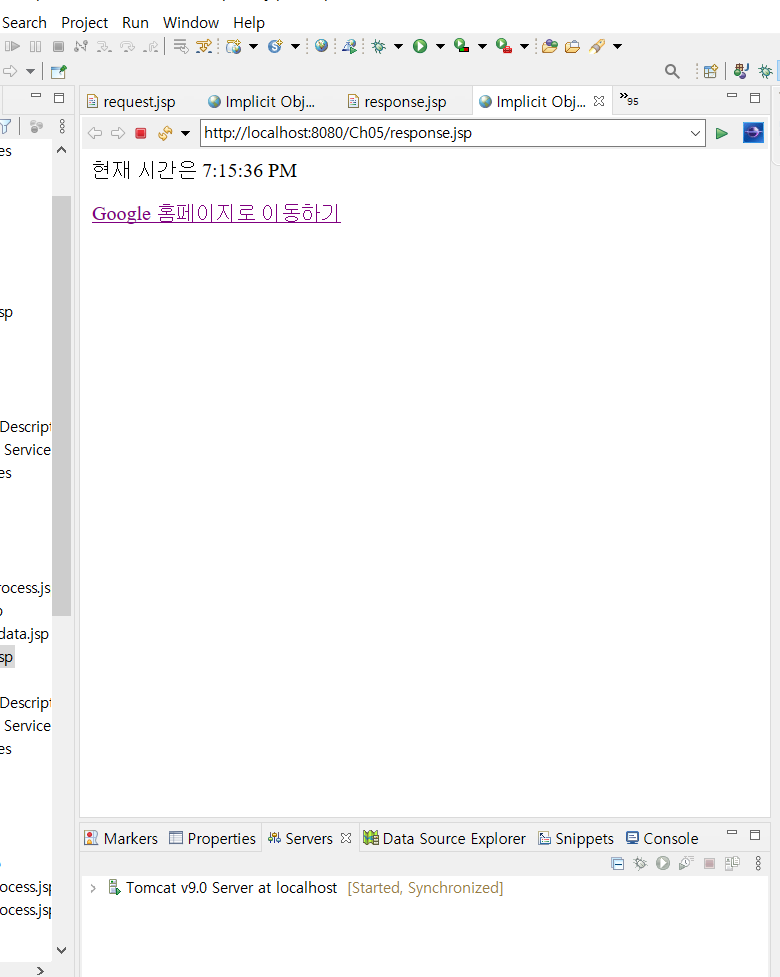 Search Project Run Window Help
request.jsp Implicit Obj... response.jsp Implicit Obj... »95
http://localhost:8080/Ch05/response.jsp
현재 시간은 7:15:36 PM
Google 홈페이지로 이동하기
es
sp
Descript
Service
es
rocess.js
data.jsp
sp
Descript
Service
es
ocess.jsp
ocess.jsp
Markers Properties Servers Data Source Explorer Snippets Console
Tomcat v9.0 Server at localhost [Started, Synchronized]